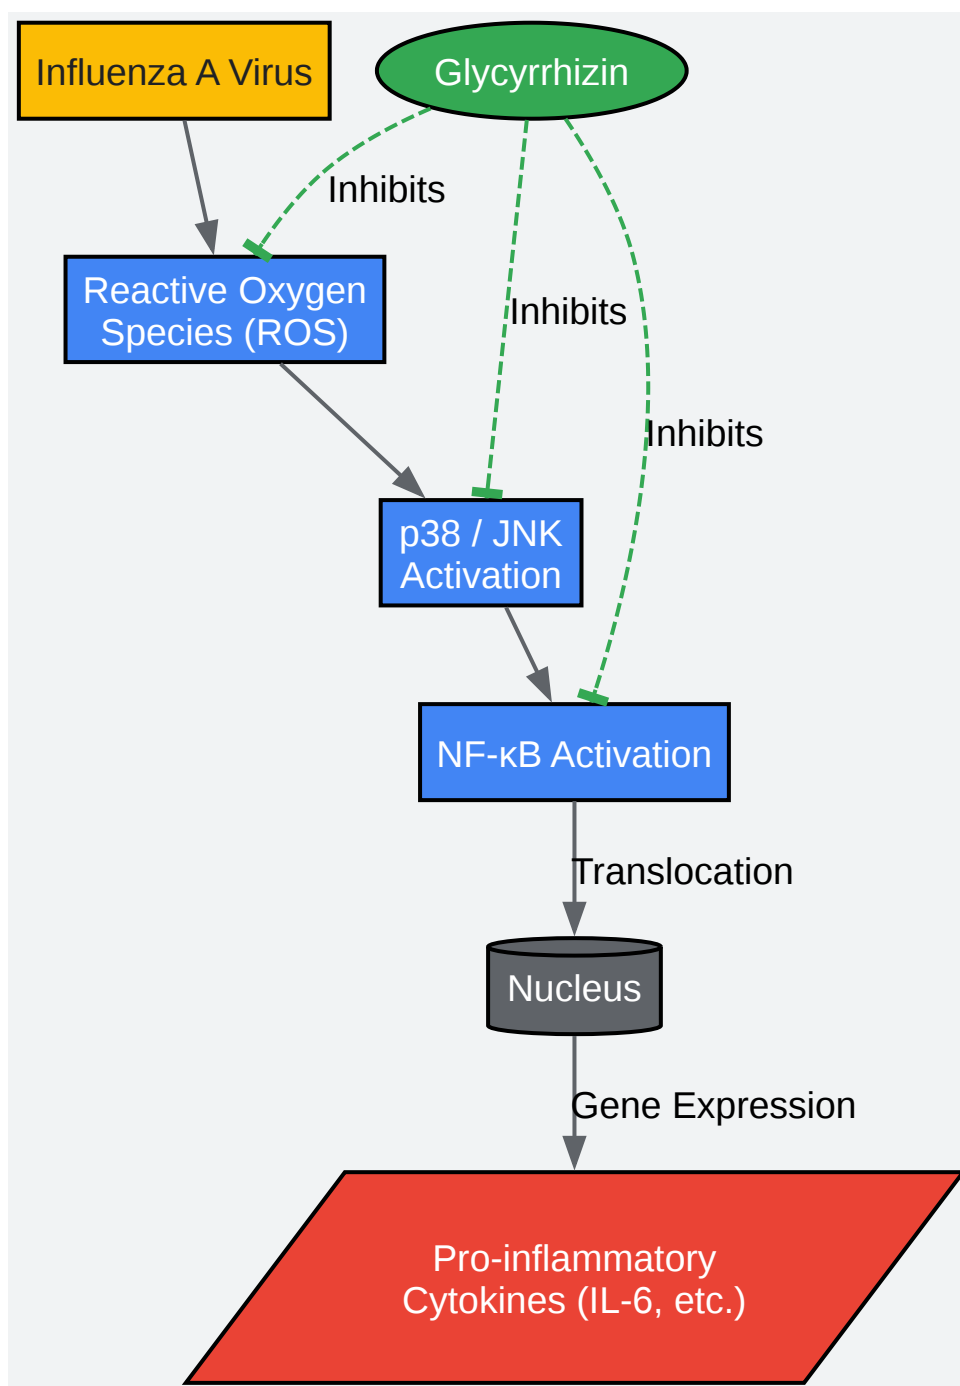 Influenza A Virus
Glycyrrhizin
Inhibits
Reactive Oxygen
Species (ROS)
Inhibits
Inhibits
p38 / JNK
Activation
NF-κB Activation
Translocation
Nucleus
Gene Expression
Pro-inflammatory
Cytokines (IL-6, etc.)